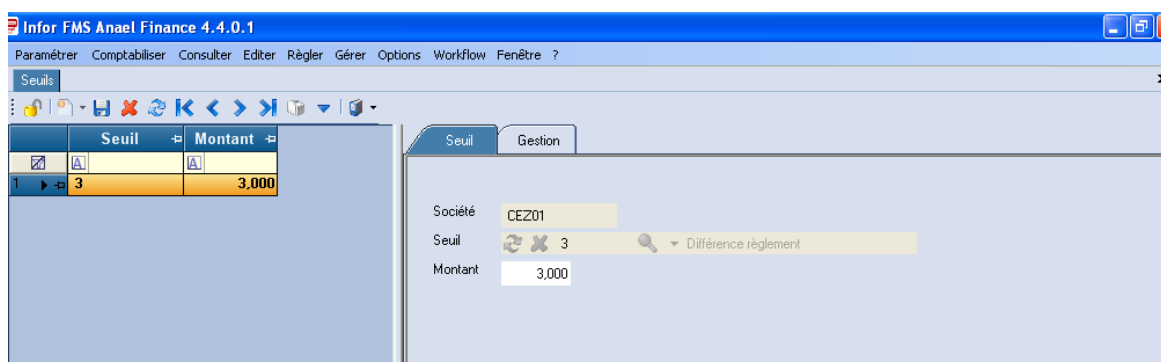 Infor FMS Anael Finance 4.4.0.1
Paramétrer Comptabiliser Consulter Editer Règler Gérer Options Workflow Fenêtre ?
Seuils
Seuil Montant
A A
1 3 3,000
Seuil Gestion
Société CEZ01
Seuil 3 Différence règlement
Montant 3,000